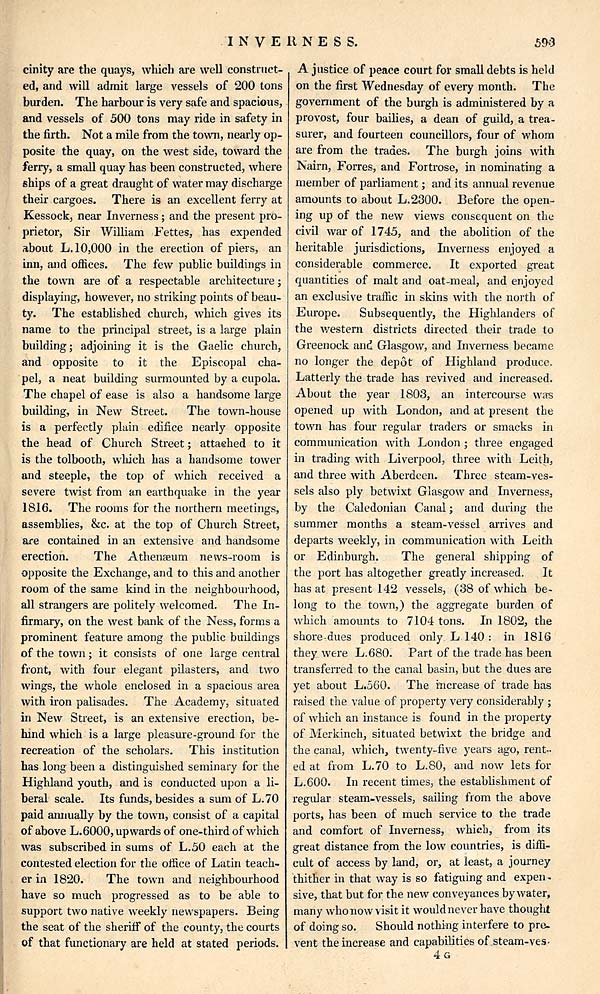 INVERNESS.
593
cinity are the quays, which are well construct-
ed, and will admit large vessels of 200 tons
burden. The harbour is very safe and spacious,
and vessels of 500 tons may ride in safety in
the firth. Not a mile from the town, nearly op-
posite the quay, on the west side, toward the
ferry, a small quay has been constructed, where
ships of a great draught of water may discharge
their cargoes. There is an excellent ferry at
Kessock, near Inverness; and the present pro-
prietor, Sir William Fettes, has expended
about L.10,000 in the erection of piers, an
inn, and offices. The few public buildings in
the town are of a respectable architecture;
displaying, however, no striking points of beau-
ty. The established church, which gives its
name to the principal street, is a large plain
building; adjoining it is the Gaelic church,
and opposite to it the Episcopal cha-
pel, a neat building surmounted by a cupola.
The chapel of ease is also a handsome large
building, in New Street. The town-house
is a perfectly plain edifice nearly opposite
the head of Church Street; attached to it
is the tolbooth, which has a handsome tower
and steeple, the top of which received a
severe twist from an earthquake in the year
1816. The rooms for the northern meetings,
assemblies, &c. at the top of Church Street,
are contained in an extensive and handsome
erection. The Athenæum news-room is
opposite the Exchange, and to this and another
room of the same kind in the neighbourhood,
all strangers are politely welcomed. The In-
firmary, on the west bank of the Ness, forms a
prominent feature among the public buildings
of the town; it consists of one large central
front, with four elegant pilasters, and two
wings, the whole enclosed in a spacious area
with iron palisades. The Academy, situated
in New Street, is an extensive erection, be-
hind which is a large pleasure-ground for the
recreation of the scholars. This institution
has long been a distinguished seminary for the
Highland youth, and is conducted upon a li-
beral scale. Its funds, besides a sum of L.70
paid annually by the town, consist of a capital
of above L.6000, upwards of one-third of which
was subscribed in sums of L.50 each at the
contested election for the office of Latin teach-
er in 1820. The town and neighbourhood
have so much progressed as to be able to
support two native weekly newspapers. Being
the seat of the sheriff of the county, the courts
of that functionary are held at stated periods.
A justice of peace court for small debts is held
on the first Wednesday of every month. The
government of the burgh is administered by a
provost, four bailies, a dean of guild, a trea-
surer, and fourteen councillors, four of whom
are from the trades. The burgh joins with
Nairn, Forres, and Fortrose, in nominating a
member of parliament; and its annual revenue
amounts to about L.2300. Before the open-
ing up of the new views consequent on the
civil war of 1745, and the abolition of the
heritable jurisdictions, Inverness enjoyed a
considerable commerce. It exported great
quantities of malt and oat-meal, and enjoyed
an exclusive traffic in skins with the north of
Europe. Subsequently, the Highlanders of
the western districts directed their trade to
Greenock and Glasgow, and Inverness became
no longer the depôt of Highland produce.
Latterly the trade has revived and increased.
About the year 1803, an intercourse was
opened up with London, and at present the
town has four regular traders or smacks in
communication with London; three engaged
in trading with Liverpool, three with Leith,
and three with Aberdeen. Three steam-ves-
sels also ply betwixt Glasgow and Inverness,
by the Caledonian Canal; and during the
summer months a steam-vessel arrives and
departs weekly, in communication with Leith
or Edinburgh. The general shipping of
the port has altogether greatly increased. It
has at present 142 vessels, (38 of which be-
long to the town,) the aggregate burden of
which amounts to 7104 tons. In 1802, the
shore-dues produced only L 140: in 1816
they were L.680. Part of the trade has been
transferred to the canal basin, but the dues are
yet about L.560. The increase of trade has
raised the value of property very considerably;
of which an instance is found in the property
of Merkinch, situated betwixt the bridge and
the canal, which, twenty-five years ago, rent-
ed at from L.70 to L.80, and now lets for
L.600. In recent times, the establishment of
regular steam-vessels, sailing from the above
ports, has been of much service to the trade
and comfort of Inverness, which, from its
great distance from the low countries, is diffi-
cult of access by land, or, at least, a journey
thither in that way is so fatiguing and expen-
sive, that but for the new conveyances by water,
many who now visit it would never have thought
of doing so. Should nothing interfere to pre-
vent the increase and capabilities of steam-ves-
4 G